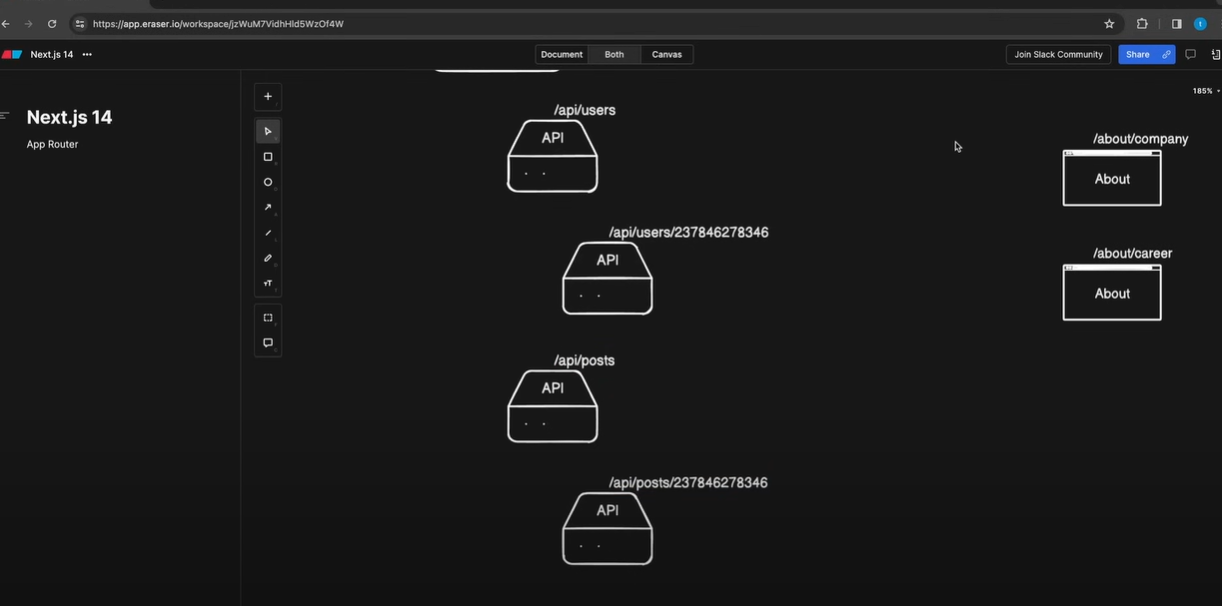 https://app.eraser.io/workspace/jzWuM7VidhHld5WzOf4W
Next.js 14 •••
Document Both Canvas
Join Slack Community
Share
185%
Next.js 14
App Router
/api/users
API
/api/users/237846278346
API
/api/posts
API
/api/posts/237846278346
API
/about/company
About
/about/career
About